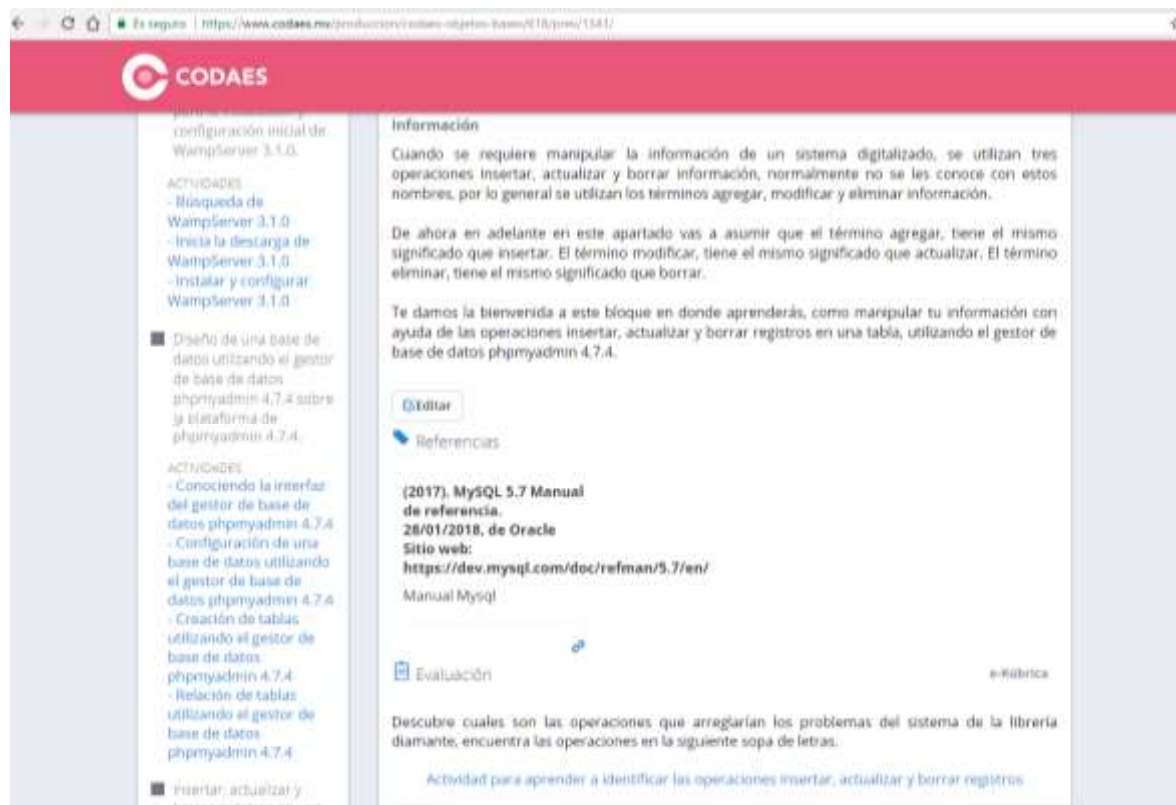 Es seguro | https://www.codaes.mx/produccion/codaes-objetos-bases/618/prev/1581/
CODAES
configuración inicial de
WampServer 3.1.0.
ACTIVIDADES
- Búsqueda de
WampServer 3.1.0
- Inicia la descarga de
WampServer 3.1.0
- Instalar y configurar
WampServer 3.1.0
Diseño de una base de
datos utilizando el gestor
de base de datos
phpmyadmin 4.7.4 sobre
la plataforma de
phpmyadmin 4.7.4.
ACTIVIDADES
- Conociendo la interfaz
del gestor de base de
datos phpmyadmin 4.7.4
- Configuración de una
base de datos utilizando
el gestor de base de
datos phpmyadmin 4.7.4
- Creación de tablas
utilizando el gestor de
base de datos
phpmyadmin 4.7.4
- Relación de tablas
utilizando el gestor de
base de datos
phpmyadmin 4.7.4
Insertar, actualizar y
Información
Cuando se requiere manipular la información de un sistema digitalizado, se utilizan tres
operaciones insertar, actualizar y borrar información, normalmente no se les conoce con estos
nombres, por lo general se utilizan los términos agregar, modificar y eliminar información.
De ahora en adelante en este apartado vas a asumir que el término agregar, tiene el mismo
significado que insertar. El término modificar, tiene el mismo significado que actualizar. El término
eliminar, tiene el mismo significado que borrar.
Te damos la bienvenida a este bloque en donde aprenderás, como manipular tu información con
ayuda de las operaciones insertar, actualizar y borrar registros en una tabla, utilizando el gestor de
base de datos phpmyadmin 4.7.4.
Editar
Referencias
(2017). MySQL 5.7 Manual
de referencia.
28/01/2018, de Oracle
Sitio web:
https://dev.mysql.com/doc/refman/5.7/en/
Manual Mysql
Evaluación
e-Rúbrica
Descubre cuales son las operaciones que arreglarían los problemas del sistema de la librería
diamante, encuentra las operaciones en la siguiente sopa de letras.
Actividad para aprender a identificar las operaciones insertar, actualizar y borrar registros